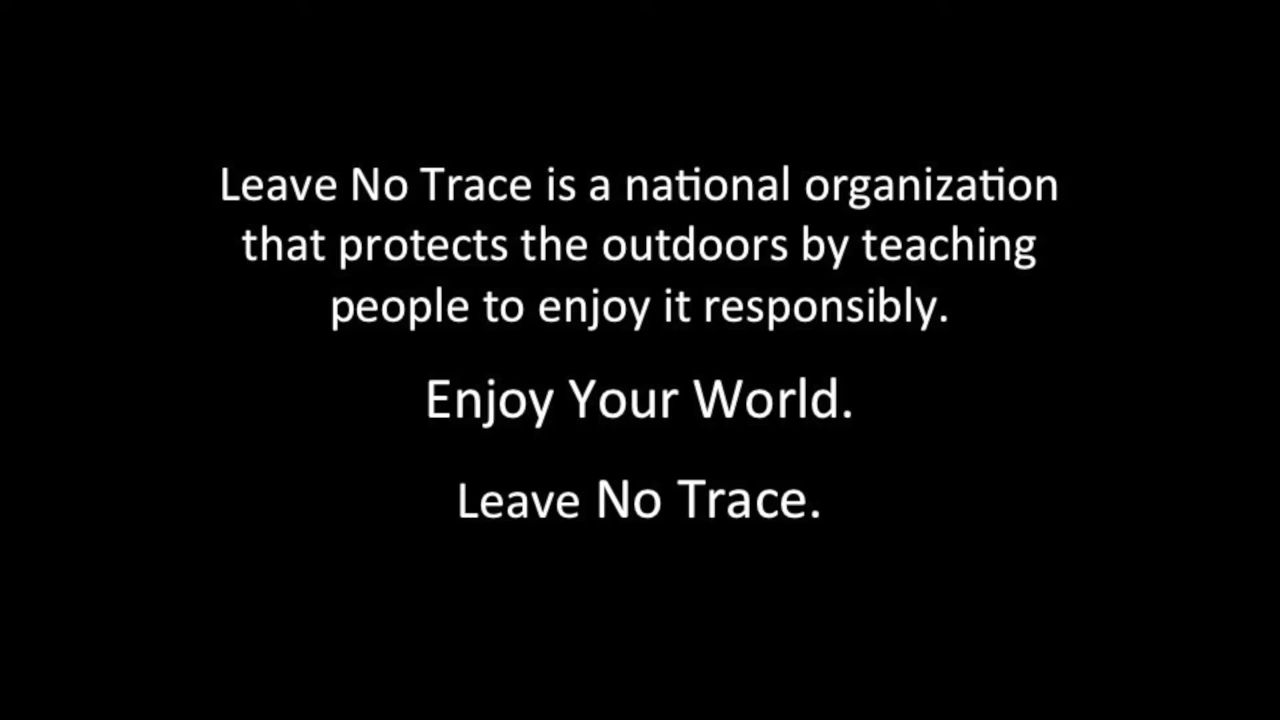 Leave No Trace is a national organization
that protects the outdoors by teaching
people to enjoy it responsibly.
Enjoy Your World.
Leave No Trace.